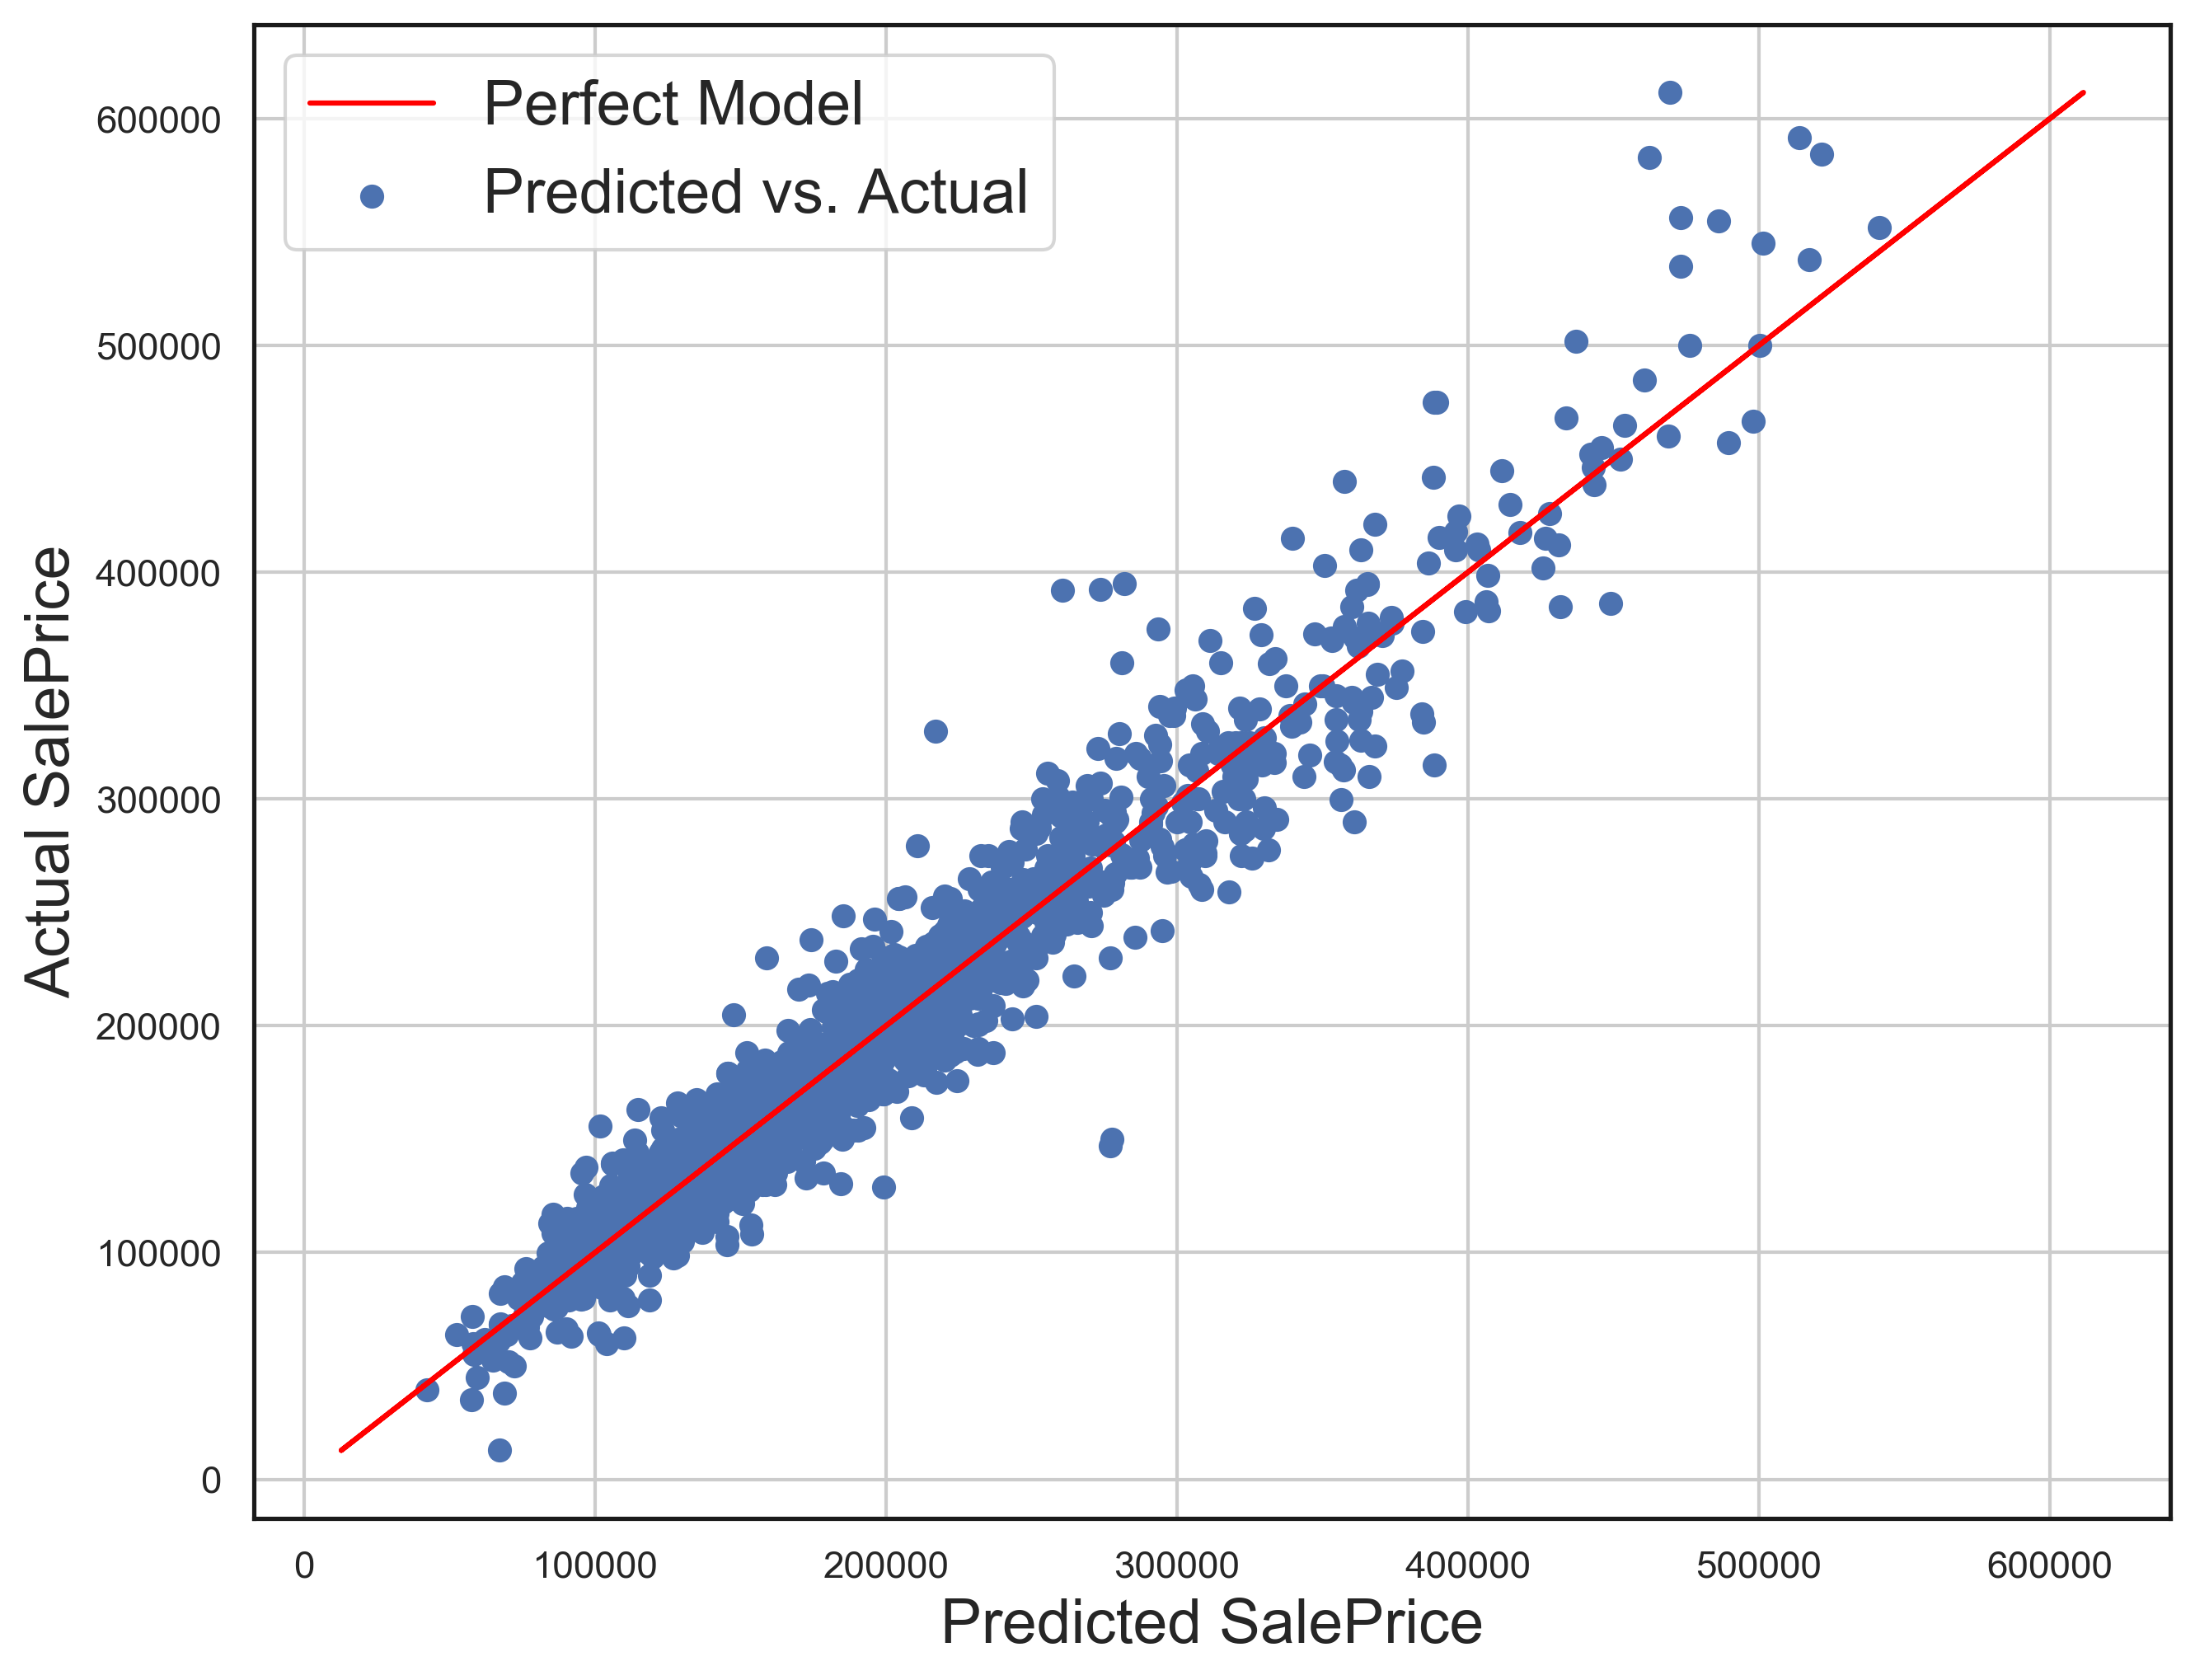 Perfect Model
Predicted vs. Actual
Actual SalePrice
600000
500000
400000
300000
200000
100000
0
0 100000 200000 300000 400000 500000 600000
Predicted SalePrice